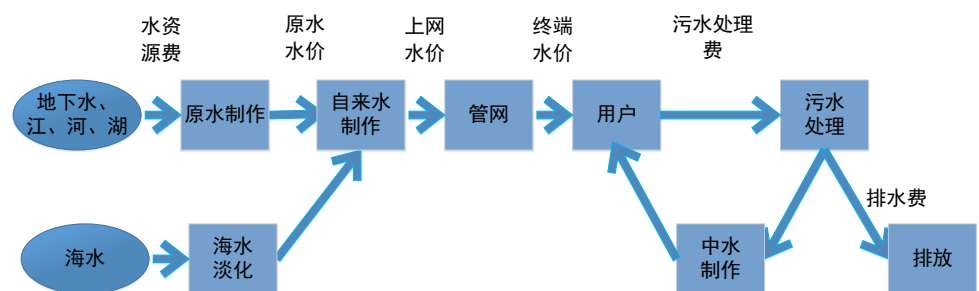 水资
源费
原水
水价
上网
水价
终端
水价
污水处理
费
地下水、
江、河、湖
原水制作
自来水
制作
管网
用户
污水
处理
排水费
海水
海水
淡化
中水
制作
排放